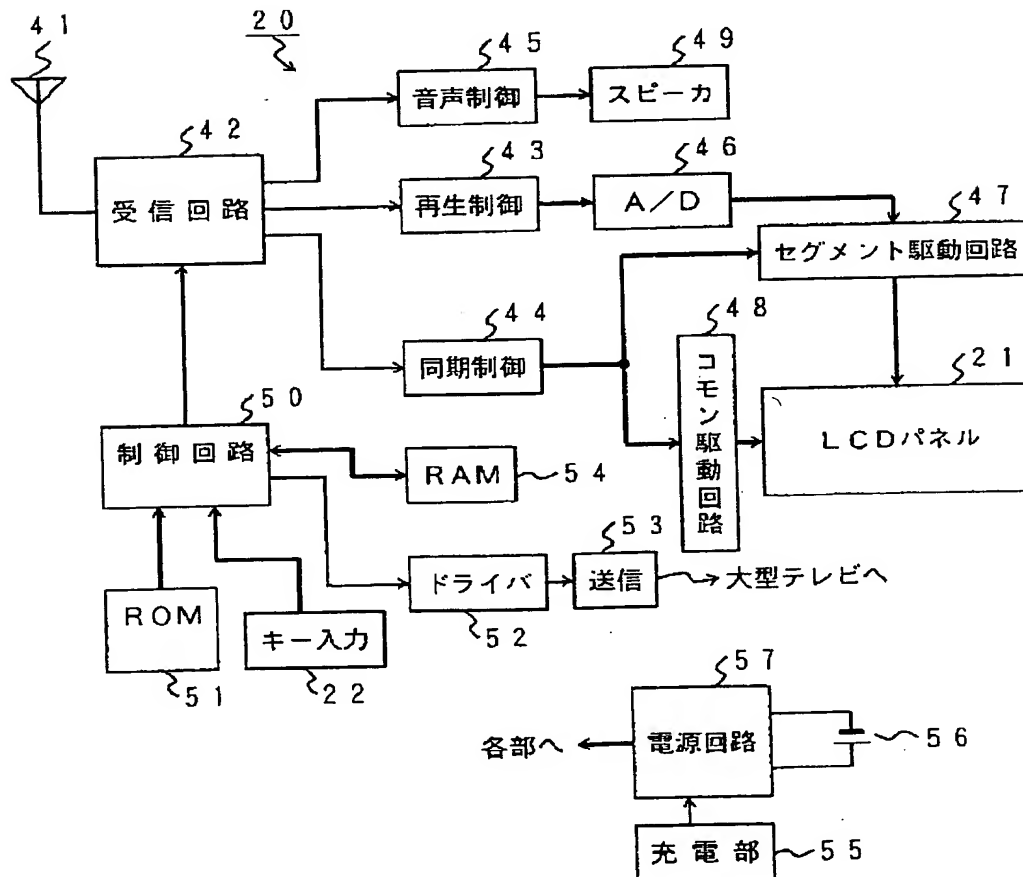 41
20
45
音声制御
49
スピーカ
42
受信回路
43
再生制御
46
A/D
47
セグメント駆動回路
44
同期制御
48
コモン駆動回路
21
LCDパネル
50
制御回路
RAM
54
ROM
51
キー入力
22
ドライバ
52
53
送信
大型テレビへ
57
電源回路
各部へ
56
充電部
55